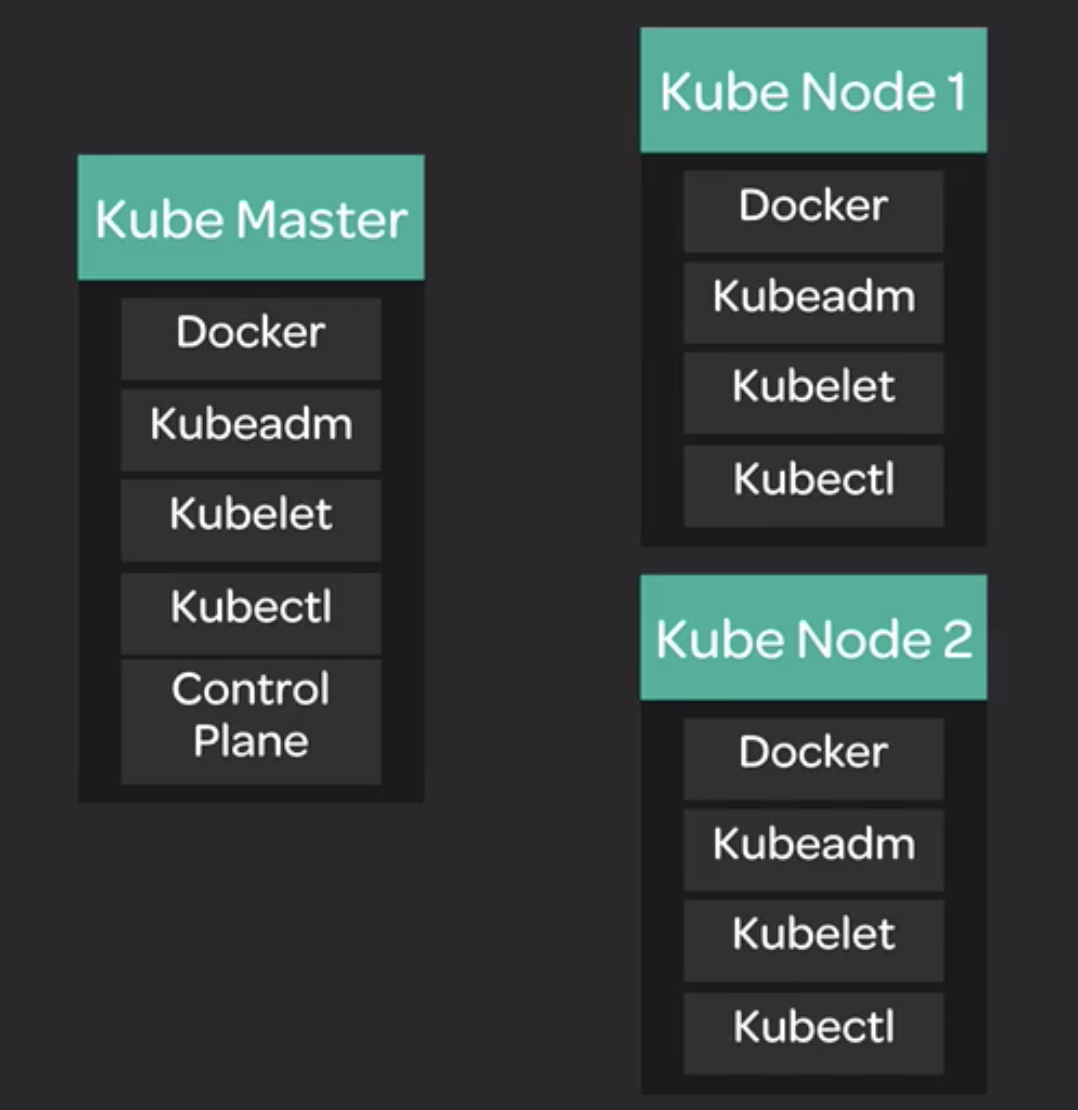 Kube Master
Docker
Kubeadm
Kubelet
Kubectl
Control
Plane
Kube Node 1
Docker
Kubeadm
Kubelet
Kubectl
Kube Node 2
Docker
Kubeadm
Kubelet
Kubectl